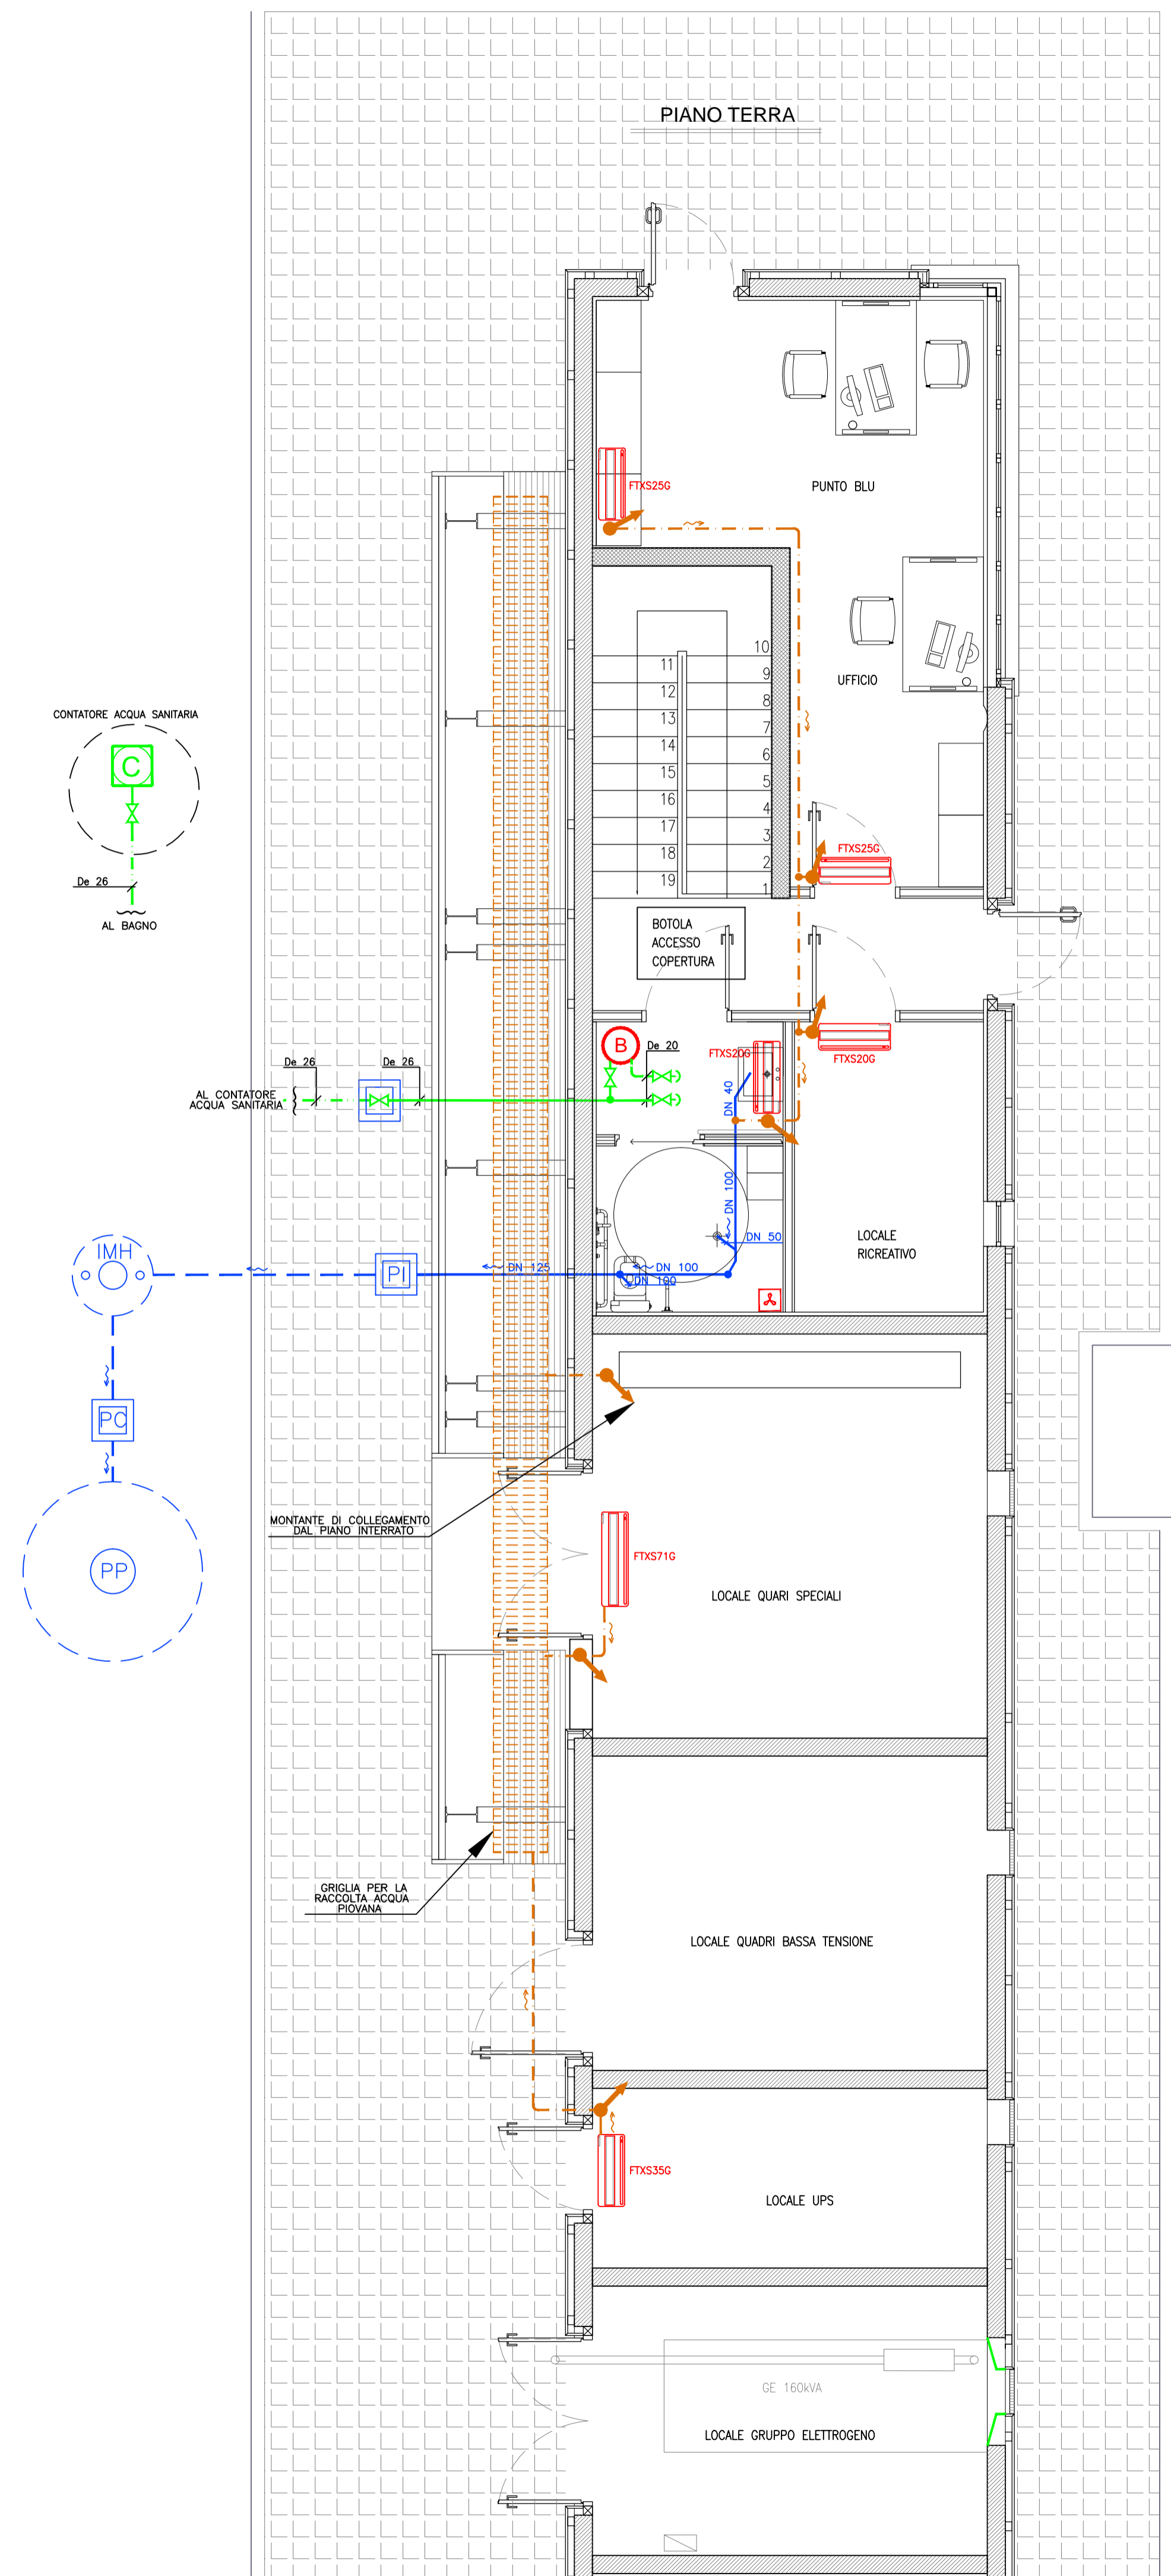 PIANO TERRA
FTXS25G
PUNTO BLU
UFFICIO
10
11
9
12
8
13
7
14
6
15
5
16
4
17
3
18
2
19
1
CONTATORE ACQUA SANITARIA
C
De 26
AL BAGNO
FTXS25G
BOTOLA
ACCESSO
COPERTURA
B
De 20
FTXS20G
FTXS20G
De 26
De 26
AL CONTATORE
ACQUA SANITARIA
DN 40
DN 100
DN 50
LOCALE
RICREATIVO
IMH
PI
DN 125
DN 100
DN 100
PC
MONTANTE DI COLLEGAMENTO
DAL PIANO INTERRATO
PP
FTXS71G
LOCALE QUARI SPECIALI
GRIGLIA PER LA
RACCOLTA ACQUA
PIOVANA
LOCALE QUADRI BASSA TENSIONE
FTXS35G
LOCALE UPS
GE 160kVA
LOCALE GRUPPO ELETTROGENO